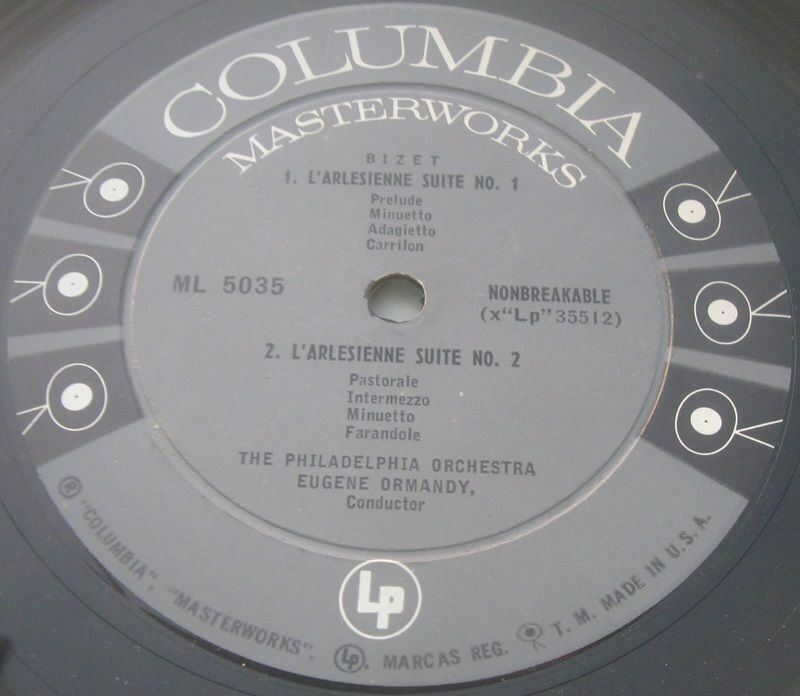 COLUMBIA
MASTERWORKS
BIZET
1. L'ARLESIENNE SUITE NO. 1
Prelude
Minuetto
Adagietto
Carrilon
ML 5035
NONBREAKABLE
(x"Lp"35512)
2. L'ARLESIENNE SUITE NO. 2
Pastorale
Intermezzo
Minuetto
Farandole
THE PHILADELPHIA ORCHESTRA
EUGENE ORMANDY,
Conductor
LP
® "COLUMBIA", "MASTERWORKS". Lp. MARCAS REG. T. M. MADE IN U.S.A.